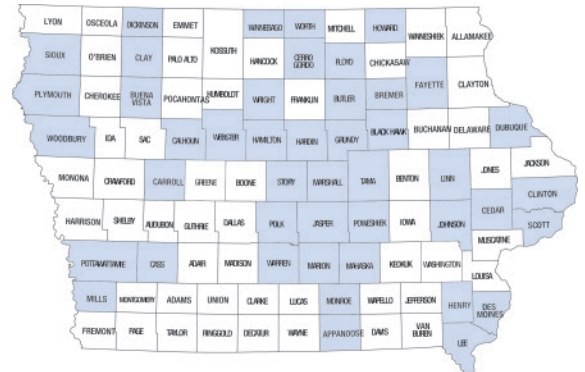 LYON
OSCEOLA
DICKINSON
EMMET
KOSSUTH
WINNEBAGO
WORTH
MITCHELL
HOWARD
WINNESHIEK
ALLAMAKEE
SIOUX
O'BRIEN
CLAY
PALO ALTO
HANCOCK
CERRO
GORDO
FLOYD
CHICKASAW
FAYETTE
CLAYTON
PLYMOUTH
CHEROKEE
BUENA
VISTA
POCAHONTAS
HUMBOLDT
WRIGHT
FRANKLIN
BUTLER
BREMER
WOODBURY
IDA
SAC
CALHOUN
WEBSTER
HAMILTON
HARDIN
GRUNDY
BLACK HAWK
BUCHANAN
DELAWARE
DUBUQUE
MONONA
CRAWFORD
CARROLL
GREENE
BOONE
STORY
MARSHALL
TAMA
BENTON
LINN
JONES
JACKSON
CLINTON
HARRISON
SHELBY
AUDUBON
GUTHRIE
DALLAS
POLK
JASPER
POWESHIEK
IOWA
JOHNSON
CEDAR
SCOTT
MUSCATINE
POTTAWATTAMIE
CASS
ADAIR
MADISON
WARREN
MARION
MAHASKA
KEOKUK
WASHINGTON
LOUISA
MILLS
MONTGOMERY
ADAMS
UNION
CLARKE
LUCAS
MONROE
WAPELLO
JEFFERSON
HENRY
DES
MOINES
FREMONT
PAGE
TAYLOR
RINGGOLD
DECATUR
WAYNE
APPANOOSE
DAVIS
VAN
BUREN
LEE